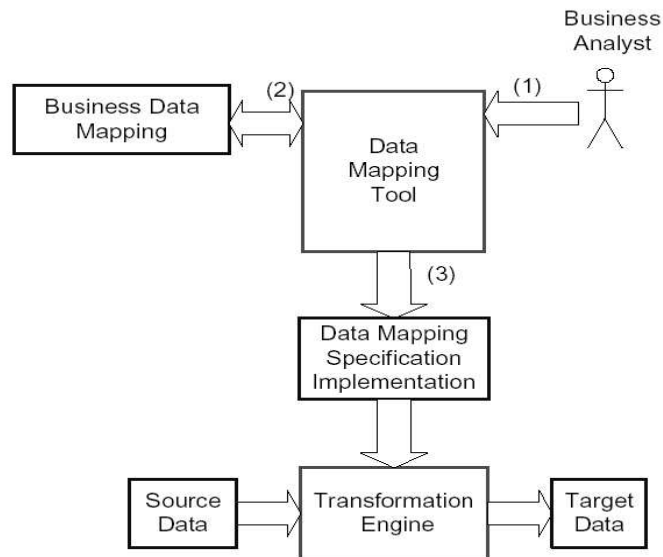 Business
Analyst
(1)
(2)
Business Data
Mapping
Data
Mapping
Tool
(3)
Data Mapping
Specification
Implementation
Source
Data
Transformation
Engine
Target
Data